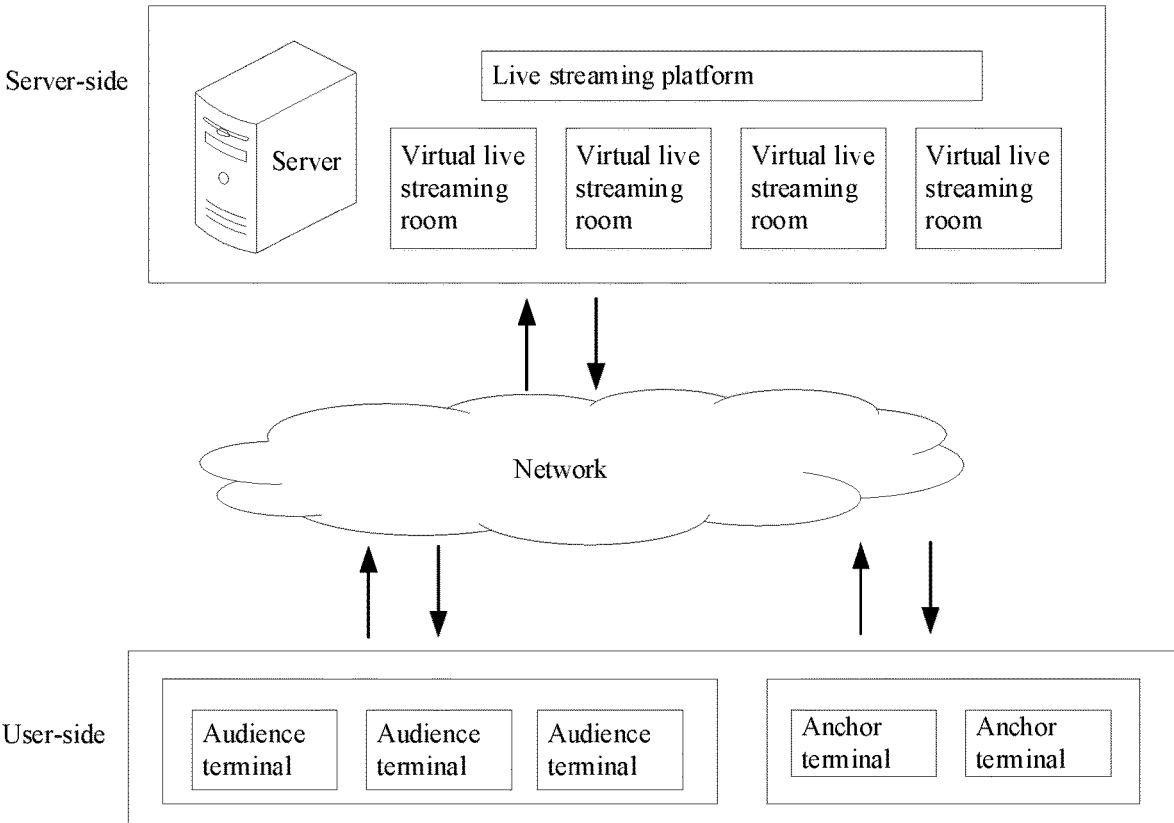 Server-side
Server
Live streaming platform
Virtual live
streaming
room
Virtual live
streaming
room
Virtual live
streaming
room
Virtual live
streaming
room
Network
User-side
Audience
terminal
Audience
terminal
Audience
terminal
Anchor
terminal
Anchor
terminal